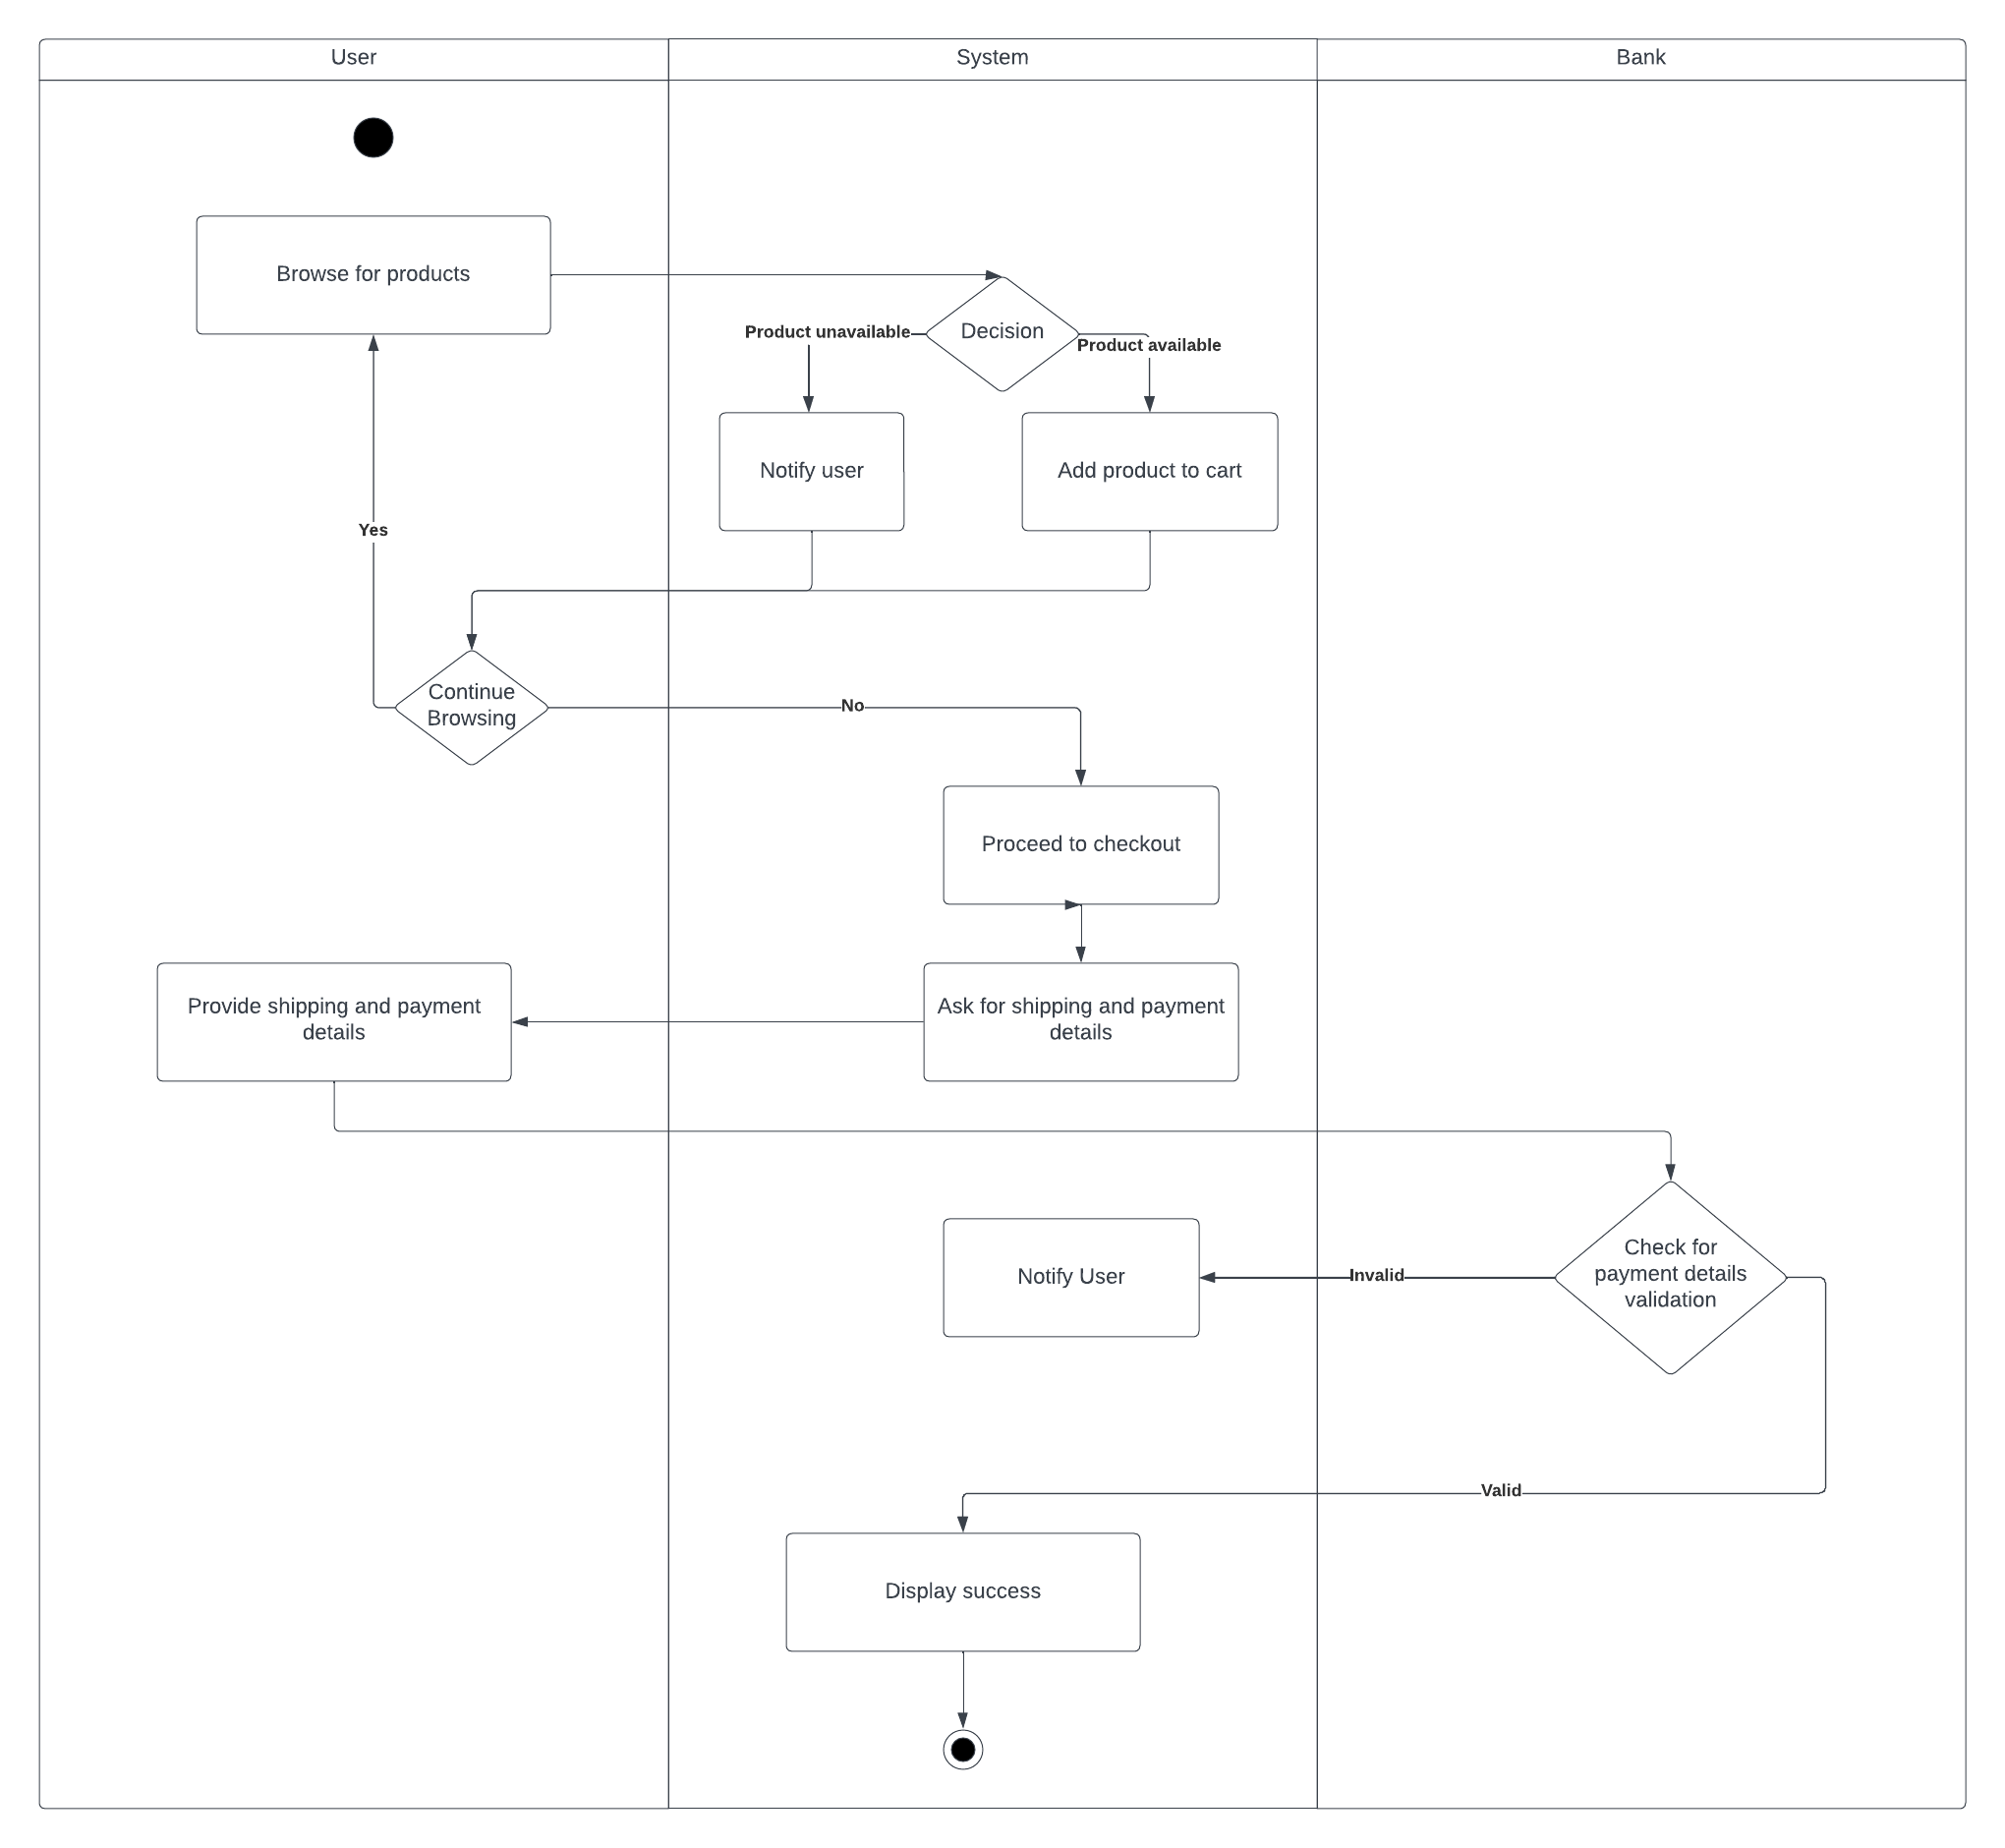 User
System
Bank
Browse for products
Decision
Product unavailable
Product available
Notify user
Add product to cart
Yes
Continue
Browsing
No
Proceed to checkout
Provide shipping and payment
details
Ask for shipping and payment
details
Check for
payment details
validation
Invalid
Notify User
Valid
Display success